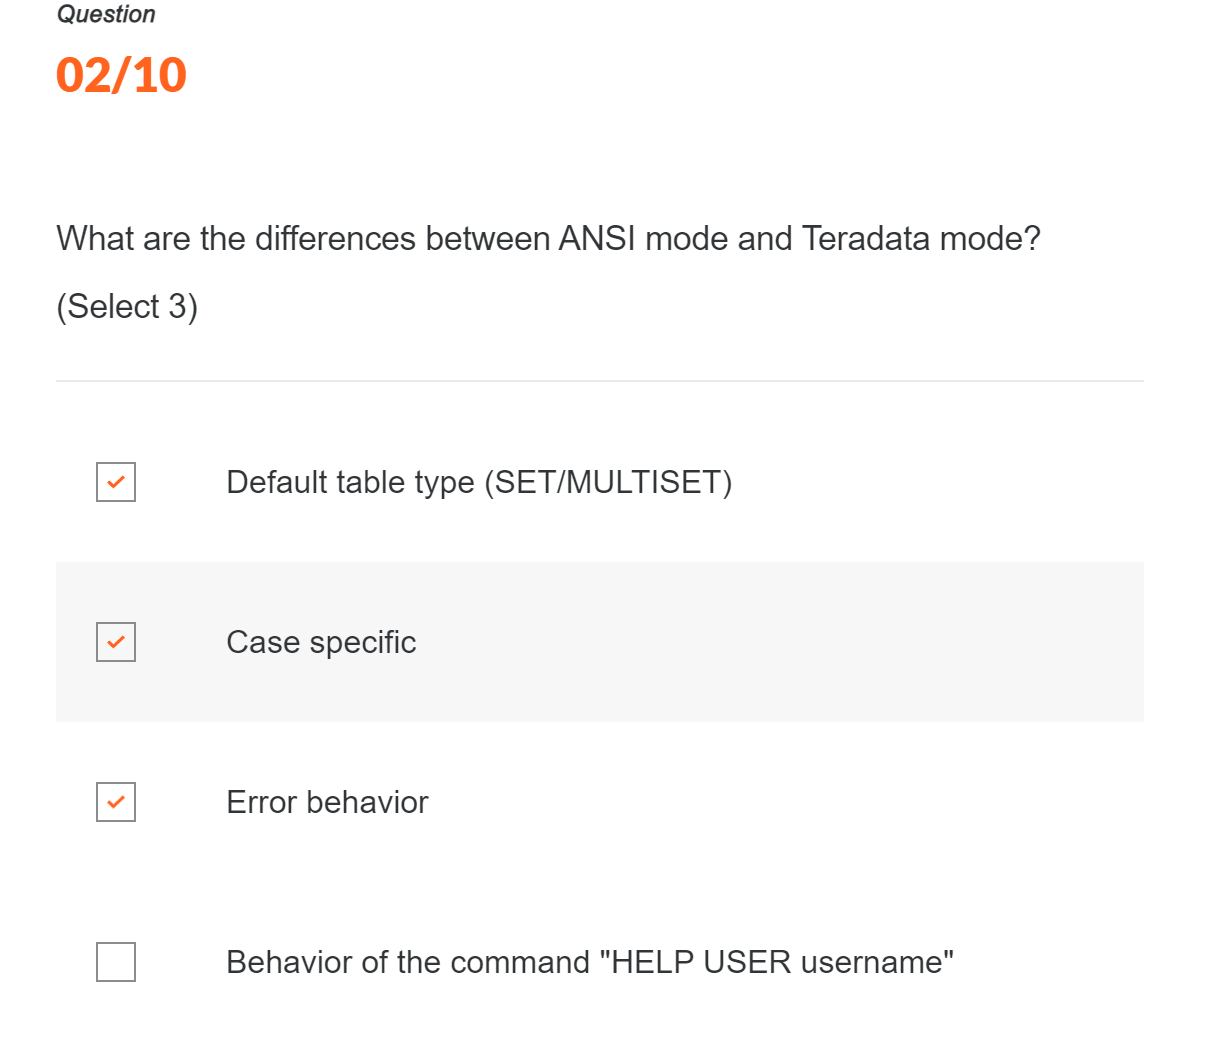 Question
02/10
What are the differences between ANSI mode and Teradata mode?
(Select 3)
Default table type (SET/MULTISET)
Case specific
Error behavior
Behavior of the command "HELP USER username"